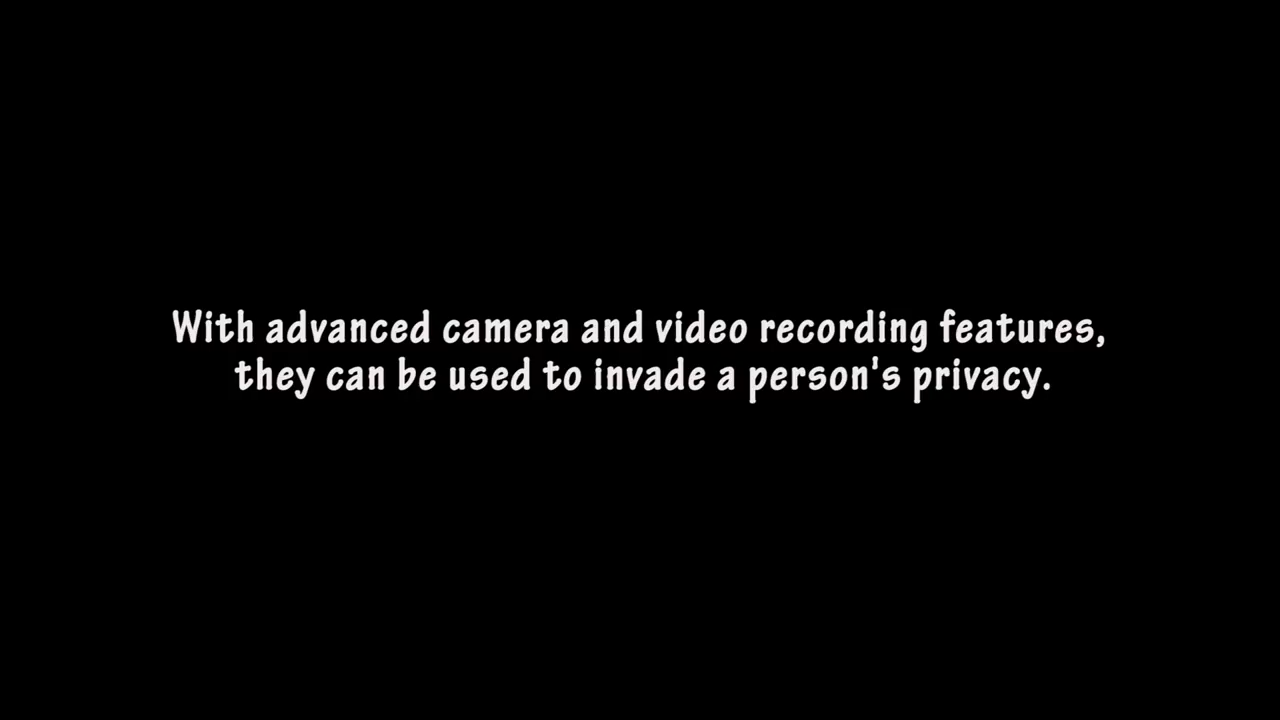 With advanced camera and video recording features,
they can be used to invade a person's privacy.